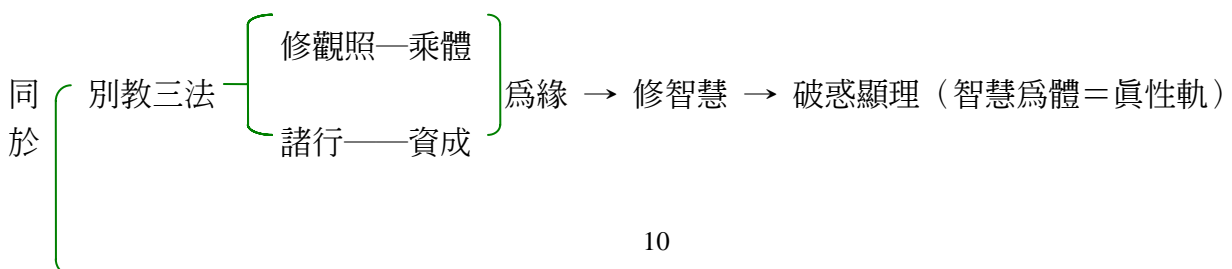 修觀照─乘體
同 別教三法 爲緣 → 修智慧 → 破惑顯理（智慧爲體＝眞性軌）
於
諸行──資成
10